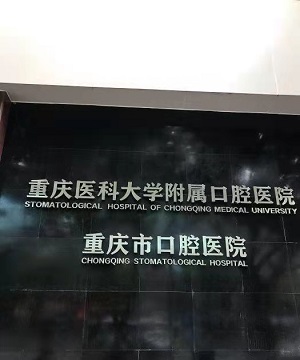 重庆医科大学附属口腔医院
STOMATOLOGICAL HOSPITAL OF CHONGQING MEDICAL UNIVERSITY
重庆市口腔医院
CHONGQING STOMATOLOGICAL HOSPITAL